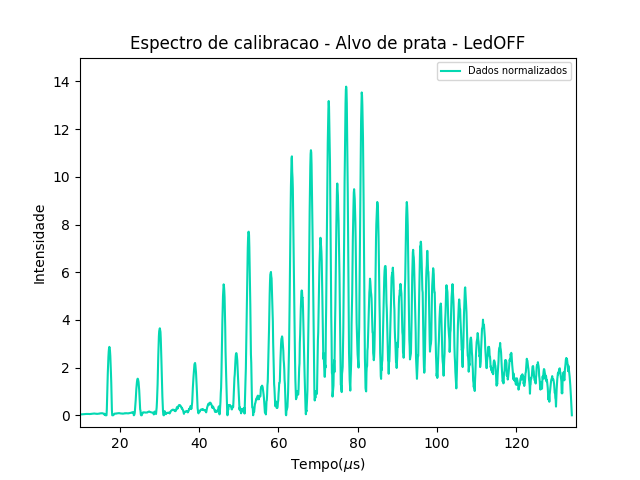 Espectro de calibracao - Alvo de prata - LedOFF
Dados normalizados
14
12
10
8
6
4
2
0
Intensidade
20 40 60 80 100 120
Tempo(μs)